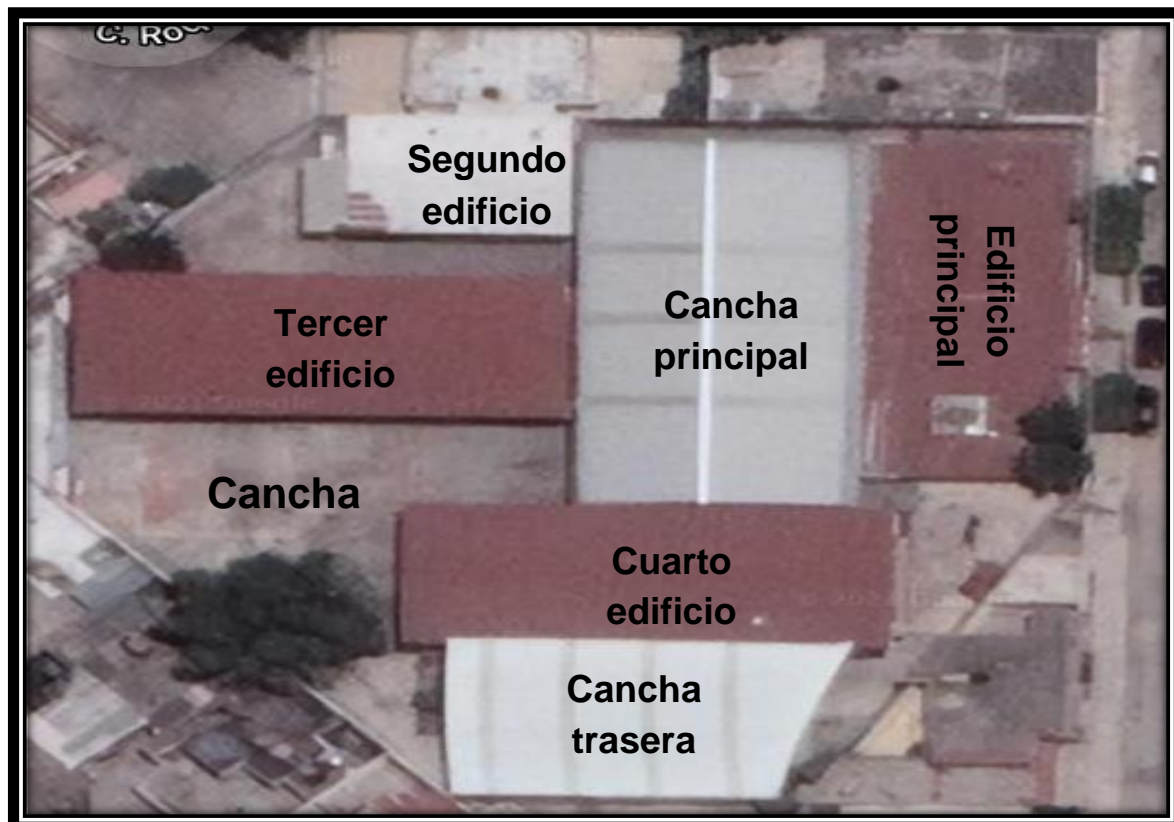 Segundo
edificio
Edificio
principal
Tercer
edificio
Cancha
principal
Cancha
Cuarto
edificio
Cancha
trasera